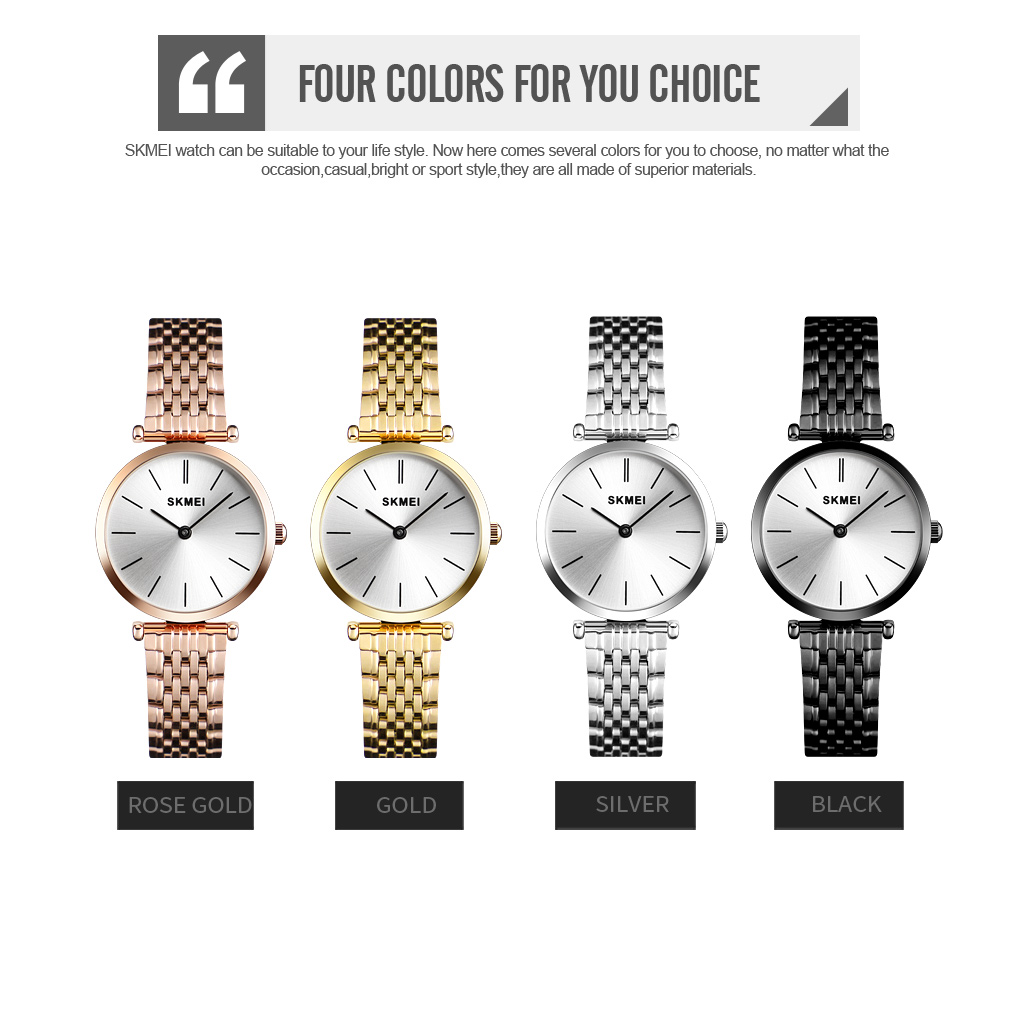 FOUR COLORS FOR YOU CHOICE
SKMEI watch can be suitable to your life style. Now here comes several colors for you to choose, no matter what the
occasion,casual,bright or sport style,they are all made of superior materials.
SKMEI
SKMEI
SKMEI
SKMEI
ROSE GOLD
GOLD
SILVER
BLACK